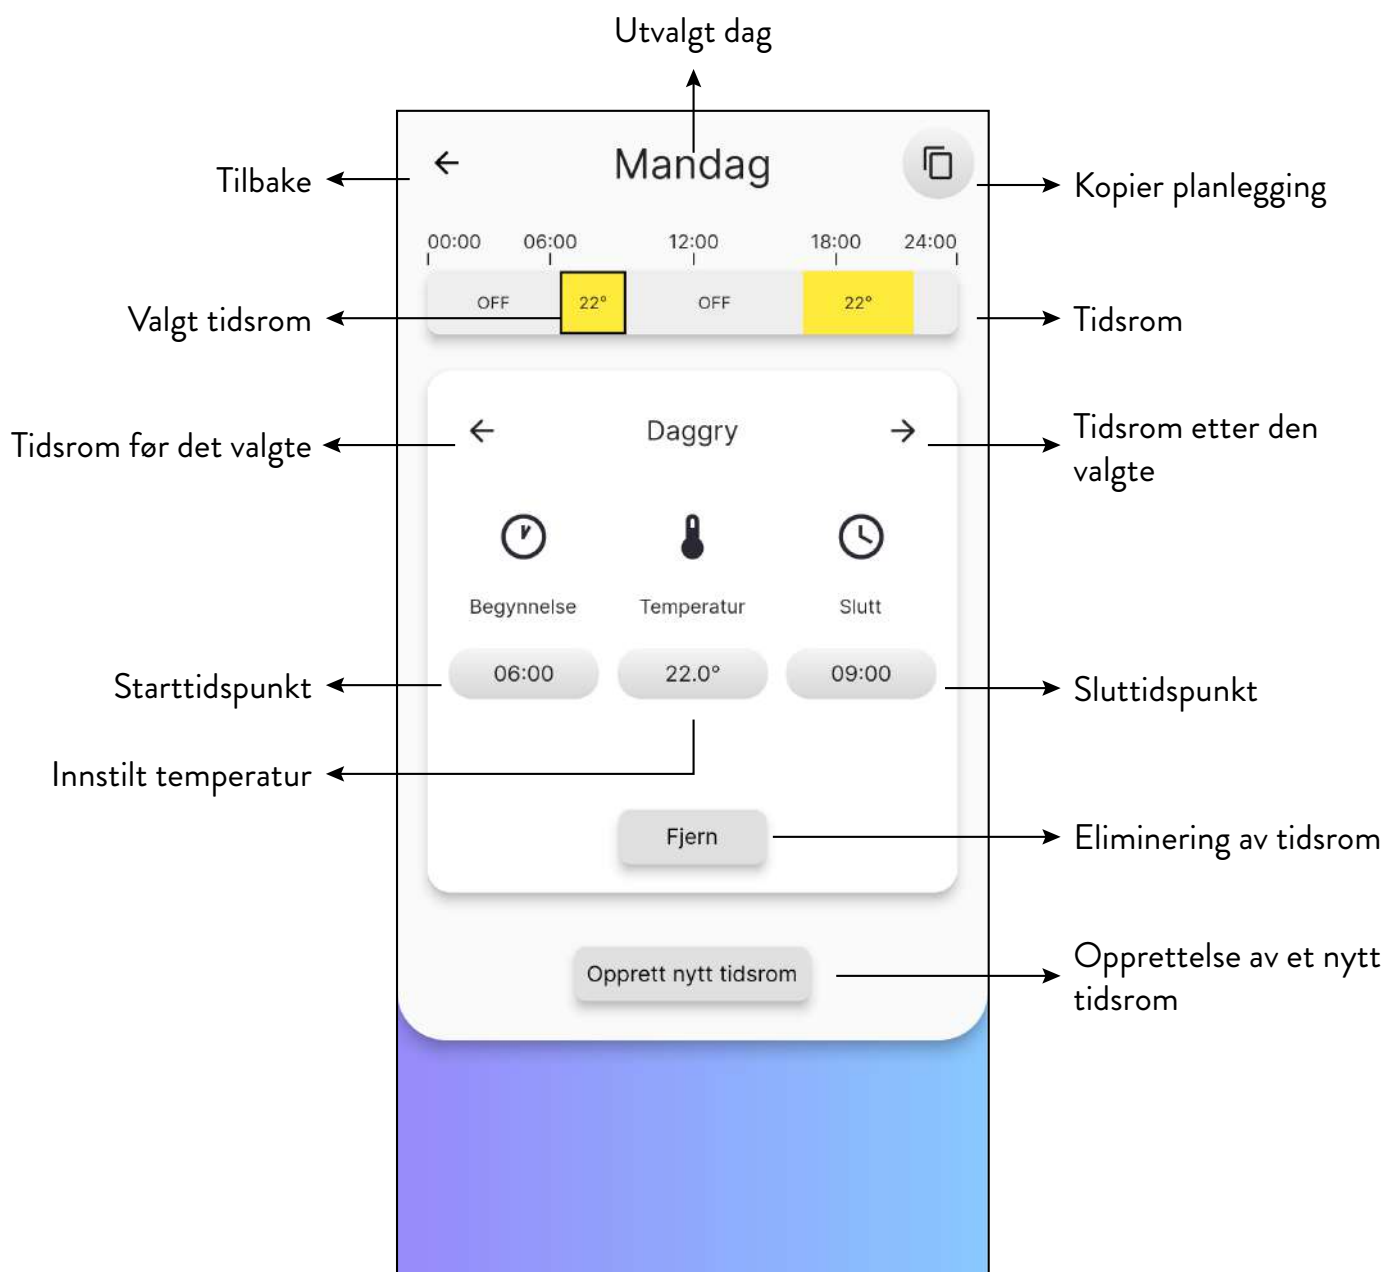 Utvalgt dag
Tilbake
Mandag
Kopier planlegging
00:00 06:00 12:00 18:00 24:00
Valgt tidsrom
OFF 22° OFF 22°
Tidsrom
Tidsrom før det valgte
Daggry
Tidsrom etter den
valgte
Begynnelse Temperatur Slutt
Starttidspunkt
06:00 22.0° 09:00
Sluttidspunkt
Innstilt temperatur
Fjern
Eliminering av tidsrom
Opprett nytt tidsrom
Opprettelse av et nytt
tidsrom